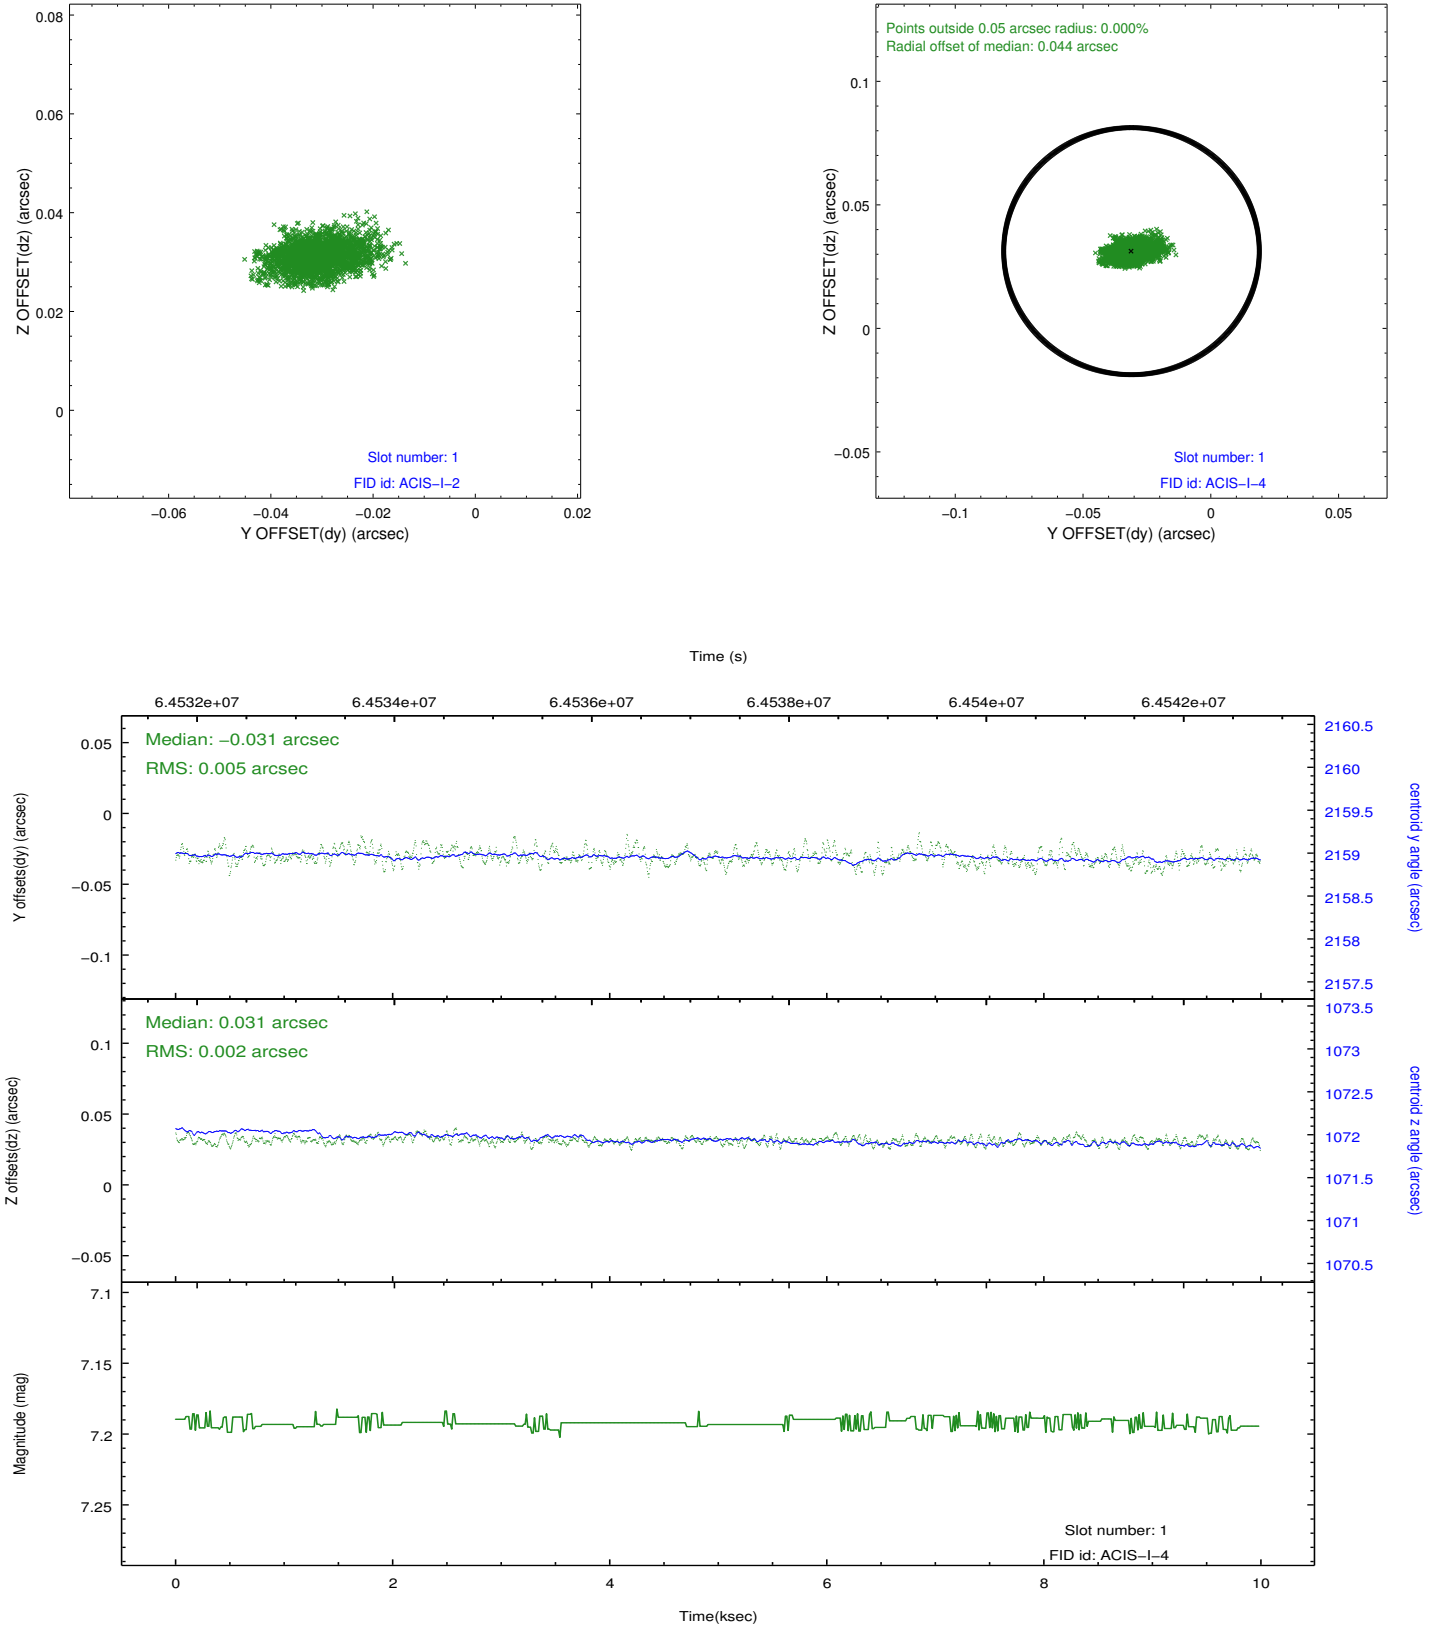 0.08
0.06
0.04
0.02
0
Z OFFSET(dz) (arcsec)
Slot number: 1
FID id: ACIS−I−2
−0.06
−0.04
−0.02
0
0.02
Y OFFSET(dy) (arcsec)
Points outside 0.05 arcsec radius: 0.000%
Radial offset of median: 0.044 arcsec
0.1
0.05
0
−0.05
Z OFFSET(dz) (arcsec)
Slot number: 1
FID id: ACIS−I−4
−0.1
−0.05
0
0.05
Y OFFSET(dy) (arcsec)
Time (s)
6.4532e+07
6.4534e+07
6.4536e+07
6.4538e+07
6.454e+07
6.4542e+07
Median: −0.031 arcsec
RMS: 0.005 arcsec
0.05
0
−0.05
−0.1
Y offsets(dy) (arcsec)
2160.5
2160
2159.5
2159
2158.5
2158
2157.5
centroid y angle (arcsec)
Median: 0.031 arcsec
RMS: 0.002 arcsec
0.1
0.05
0
−0.05
Z offsets(dz) (arcsec)
1073.5
1073
1072.5
1072
1071.5
1071
1070.5
centroid z angle (arcsec)
7.1
7.15
7.2
7.25
Magnitude (mag)
Slot number: 1
FID id: ACIS−I−4
0
2
4
6
8
10
Time(ksec)